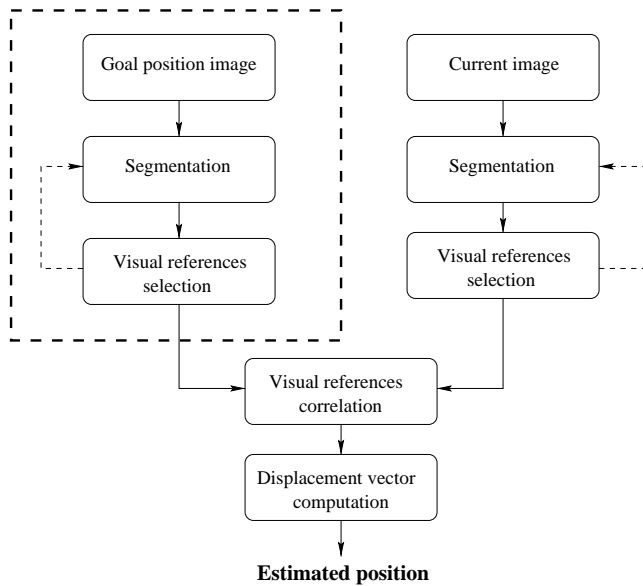 Goal position image
Segmentation
Visual references
selection
Current image
Segmentation
Visual references
selection
Visual references
correlation
Displacement vector
computation
Estimated position